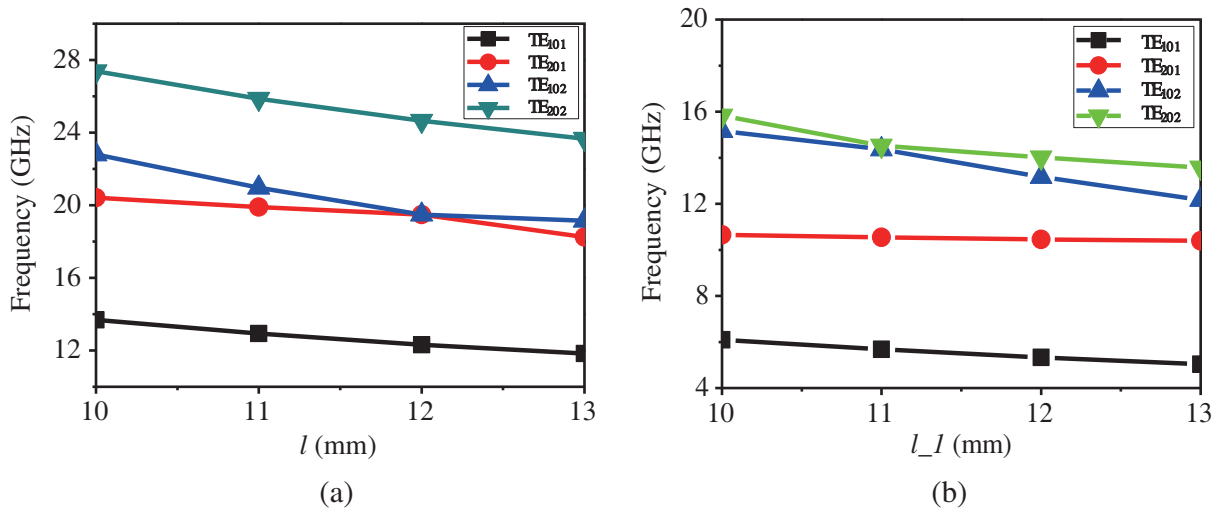 28
24
20
16
12
Frequency (GHz)
TE101
TE201
TE102
TE202
10
11
12
13
l (mm)
(a)
20
16
12
8
4
Frequency (GHz)
TE101
TE201
TE102
TE202
10
11
12
13
l_1 (mm)
(b)